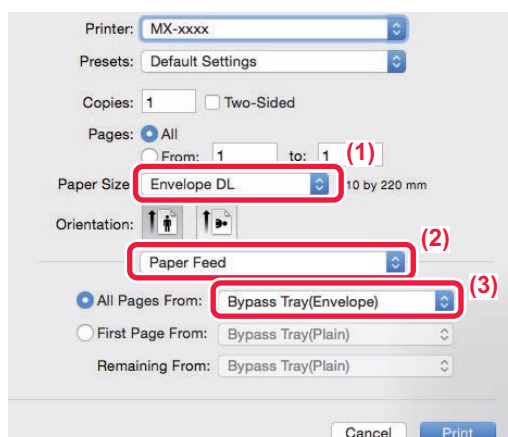 Printer: MX-xxxx
Presets: Default Settings
Copies: 1 Two-Sided
Pages: All
From: 1 to: 1 (1)
Paper Size Envelope DL 10 by 220 mm
Orientation:
(2)
Paper Feed
(3)
All Pages From: Bypass Tray(Envelope)
First Page From: Bypass Tray(Plain)
Remaining From: Bypass Tray(Plain)
Cancel Print